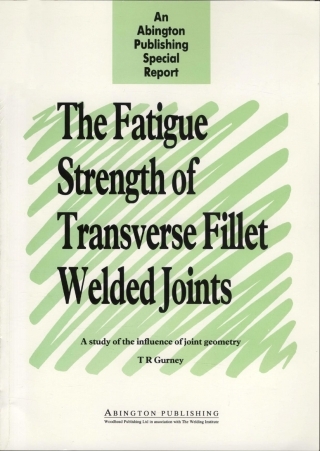 An
Abington
Publishing
Special
Report
The Fatigue
Strength of
Transverse Fillet
Welded Joints
A study of the influence of joint geometry
T R Gurney
ABINGTON PUBLISHING
Woodhead Publishing Ltd in association with The Welding Institute